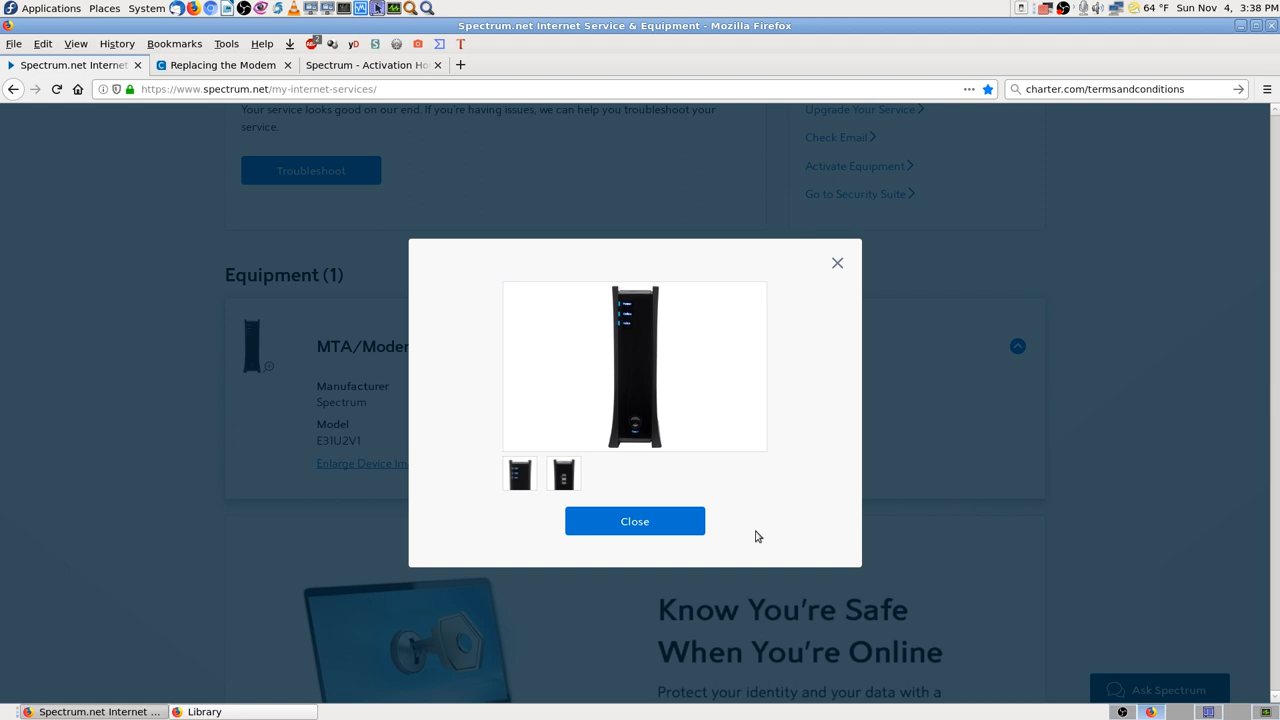 Applications Places System
64 °F Sun Nov 4, 3:38 PM
Spectrum.net Internet Service & Equipment - Mozilla Firefox
File Edit View History Bookmarks Tools Help
2
yD
S
T
Spectrum.net Internet
Replacing the Modem
Spectrum - Activation Ho
https://www.spectrum.net/my-internet-services/
charter.com/termsandconditions
Your service looks good on our end. If you're having issues, we can help you troubleshoot your
service.
Troubleshoot
Upgrade Your Service
Check Email
Activate Equipment
Go to Security Suite
Equipment (1)
MTA/Moder
Manufacturer
Spectrum
Model
E31U2V1
Enlarge Device Im
Close
Know You're Safe
When You're Online
Protect your identity and your data with a
Ask Spectrum
Spectrum.net Internet ...
Library